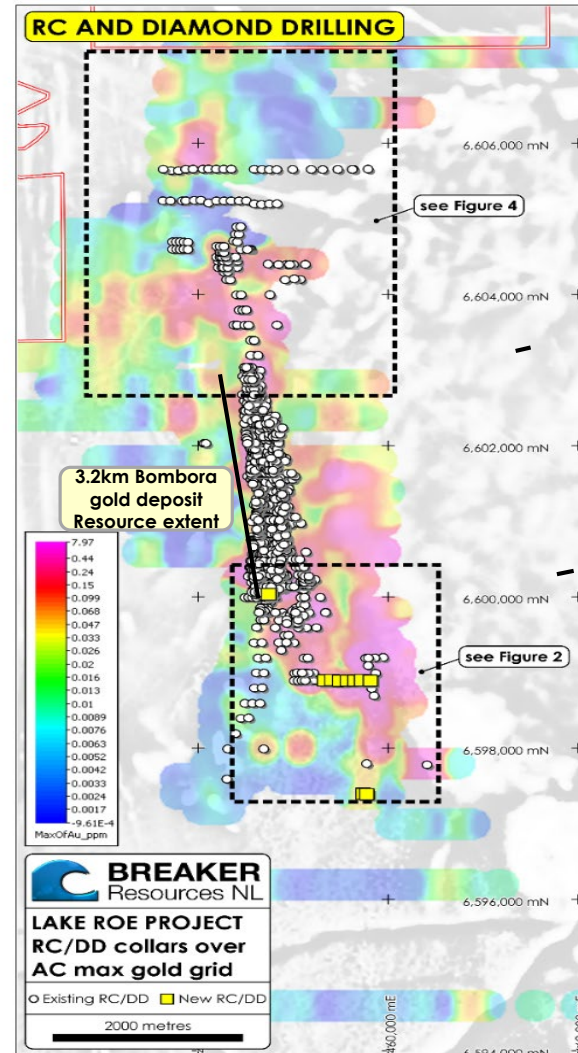 RC AND DIAMOND DRILLING
6,606,000 mN
see Figure 4
6,604,000 mN
6,602,000 mN
3.2km Bombora
gold deposit
Resource extent
7.97
0.44
0.24
0.15
0.099
0.068
0.047
0.033
0.026
0.02
0.017
0.013
0.01
0.0089
0.0076
0.0063
0.0052
0.0042
0.0033
0.0024
0.0017
-9.61E-4
MaxOfAu_ppm
6,600,000 mN
see Figure 2
6,598,000 mN
BREAKER
Resources NL
6,596,000 mN
LAKE ROE PROJECT
RC/DD collars over
AC max gold grid
Existing RC/DD New RC/DD
2000 metres